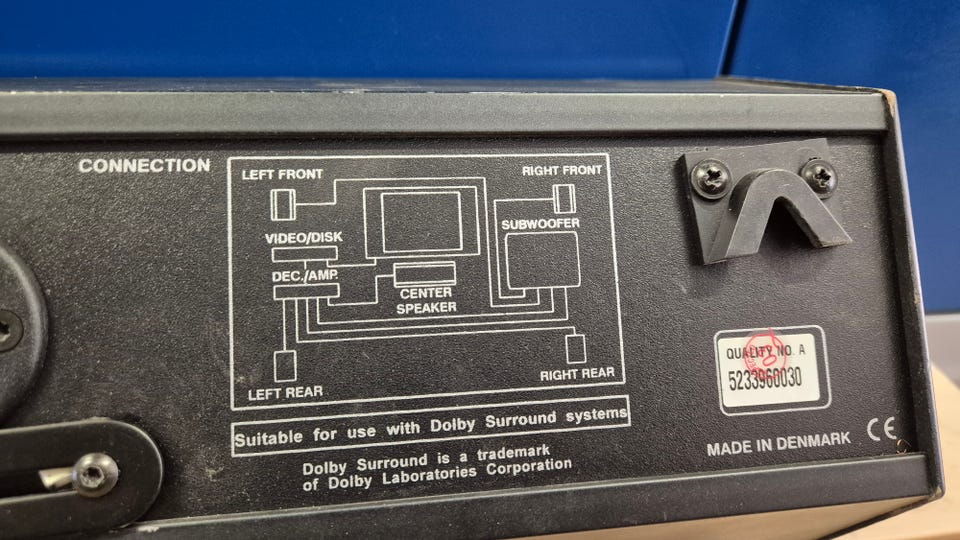 CONNECTION
LEFT FRONT
RIGHT FRONT
VIDEO/DISK
SUBWOOFER
DEC./AMP.
CENTER
SPEAKER
LEFT REAR
RIGHT REAR
Suitable for use with Dolby Surround systems
Dolby Surround is a trademark
of Dolby Laboratories Corporation
QUALITY NO. A
5233960030
MADE IN DENMARK CE